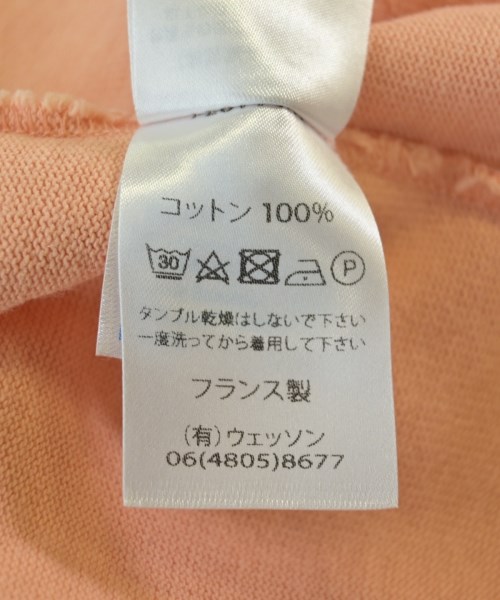 コットン 100%
30 P
タンブル乾燥はしないで下さい
一度洗ってから着用して下さい
フランス製
(有)ウェッソン
06(4805)8677